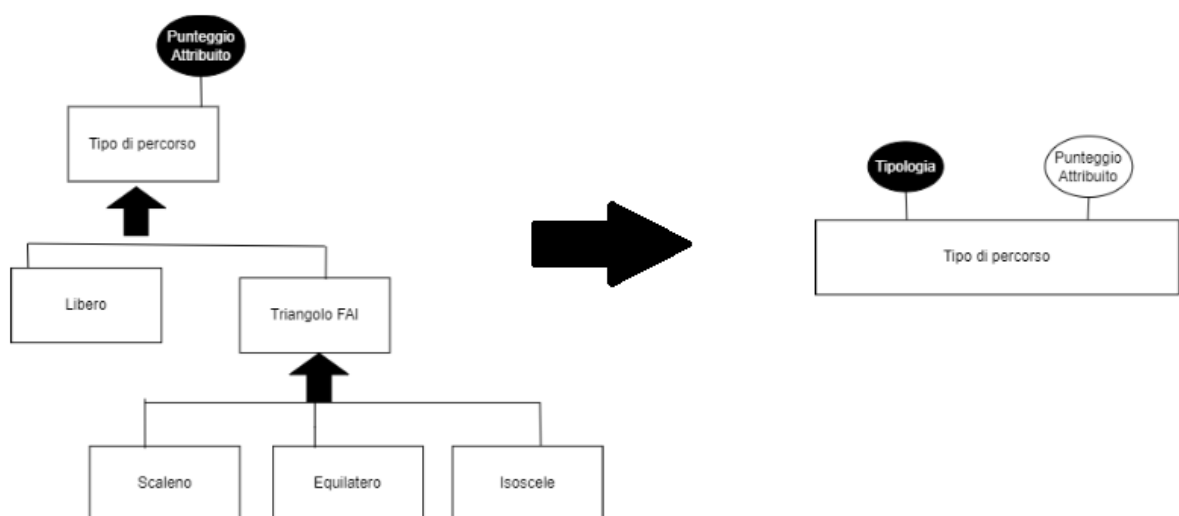 Punteggio
Attribuito
Tipo di percorso
Libero
Triangolo FAI
Scaleno
Equilatero
Isoscele
Tipologia
Punteggio
Attribuito
Tipo di percorso